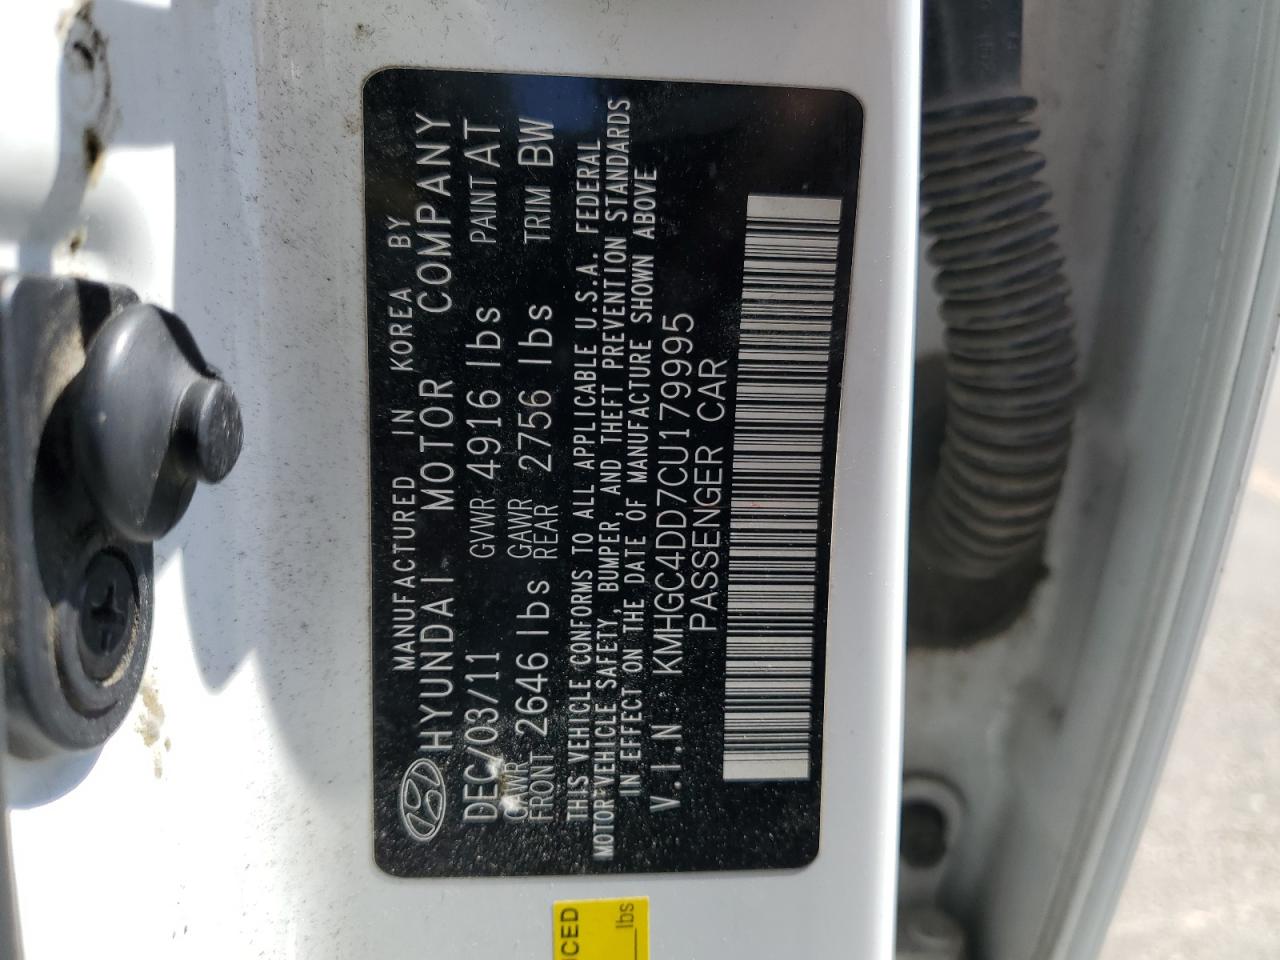 MANUFACTURED IN KOREA BY
HYUNDAI MOTOR COMPANY
DEC/03/11 GVWR 4916 lbs PAINT AT
GAWR FRONT 2646 lbs GAWR REAR 2756 lbs TRIM BW
THIS VEHICLE CONFORMS TO ALL APPLICABLE U.S.A. FEDERAL
MOTOR VEHICLE SAFETY, BUMPER, AND THEFT PREVENTION STANDARDS
IN EFFECT ON THE DATE OF MANUFACTURE SHOWN ABOVE
V.I.N KMHGC4DD7CU179995
PASSENGER CAR
CED
lbs